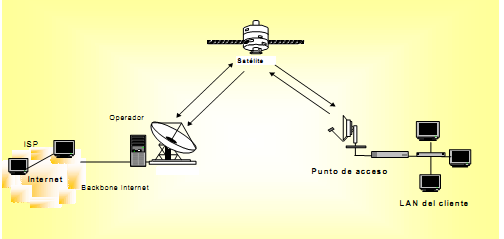 Satélite
Operador
ISP
Internet
Backbone Internet
Punto de acceso
LAN del cliente